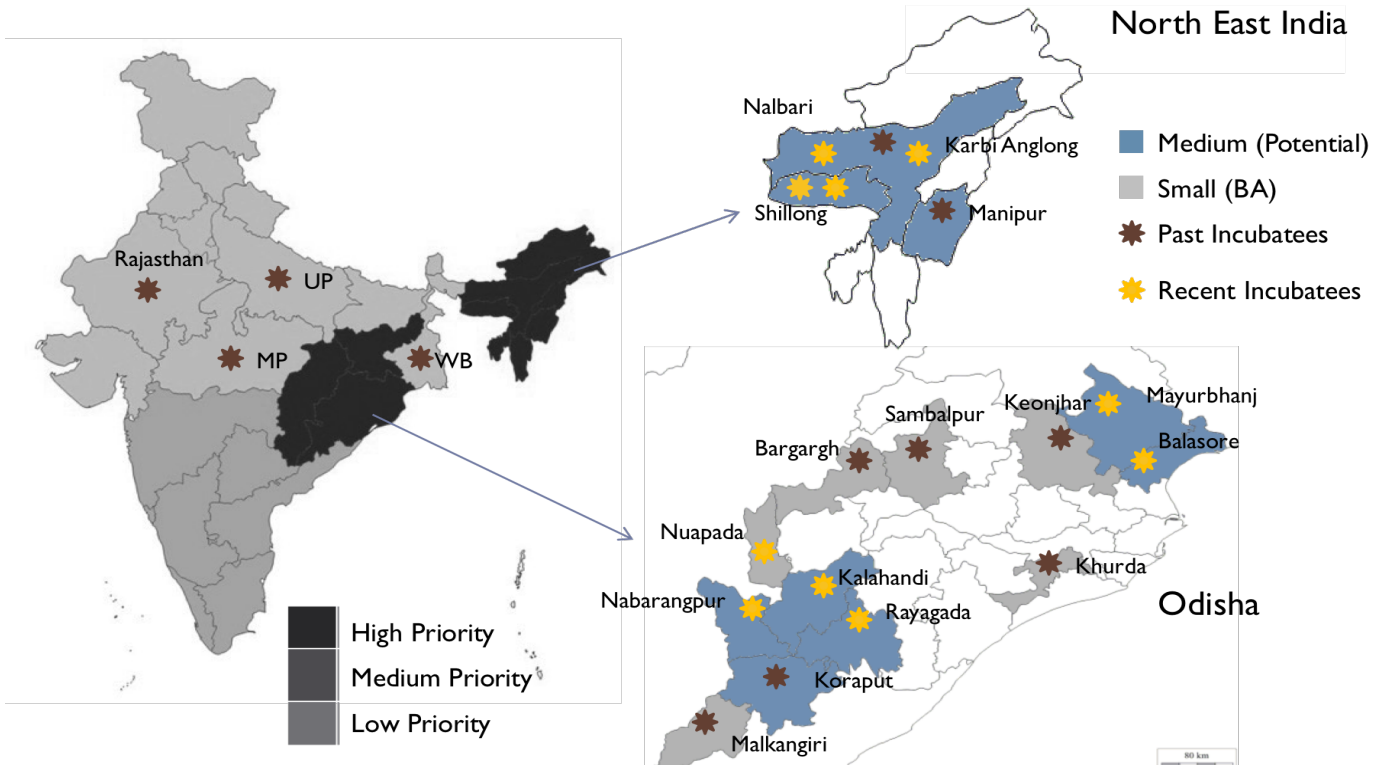 North East India
Nalbari
Karbi Anglong
Shillong
Manipur
Medium (Potential)
Small (BA)
Past Incubatees
Recent Incubatees
Rajasthan
UP
MP
WB
High Priority
Medium Priority
Low Priority
Keonjhar
Mayurbhanj
Sambalpur
Balasore
Bargargh
Nuapada
Khurda
Kalahandi
Nabarangpur
Rayagada
Odisha
Koraput
Malkangiri
80 km